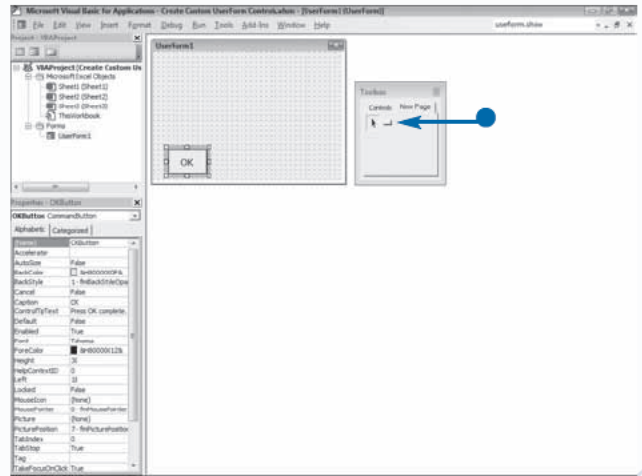 Microsoft Visual Basic for Applications - Create Custom UserForm Controls.xlsm - [UserForm1 (UserForm)]
File Edit View Insert Format Debug Run Tools Add-Ins Window Help
useform.show
Project - VBAProject
VBAProject (Create Custom Us
Microsoft Excel Objects
Sheet1 (Sheet1)
Sheet2 (Sheet2)
Sheet3 (Sheet3)
ThisWorkbook
Forms
UserForm1
UserForm1
OK
Toolbox
Controls New Page
Properties - OKButton
OKButton CommandButton
Alphabetic Categorized
(Name) OKButton
Accelerator
AutoSize False
BackColor &H8000000F&
BackStyle 1 - fmBackStyleOpa
Cancel False
Caption OK
ControlTipText Press OK complete.
Default False
Enabled True
Font Tahoma
ForeColor &H80000012&
Height 30
HelpContextID 0
Left
Locked False
MouseIcon (None)
MousePointer 0 - fmMousePointer
Picture (None)
PicturePosition 7 - fmPicturePosition
TabIndex 0
TabStop True
Tag
TakeFocusOnClick True